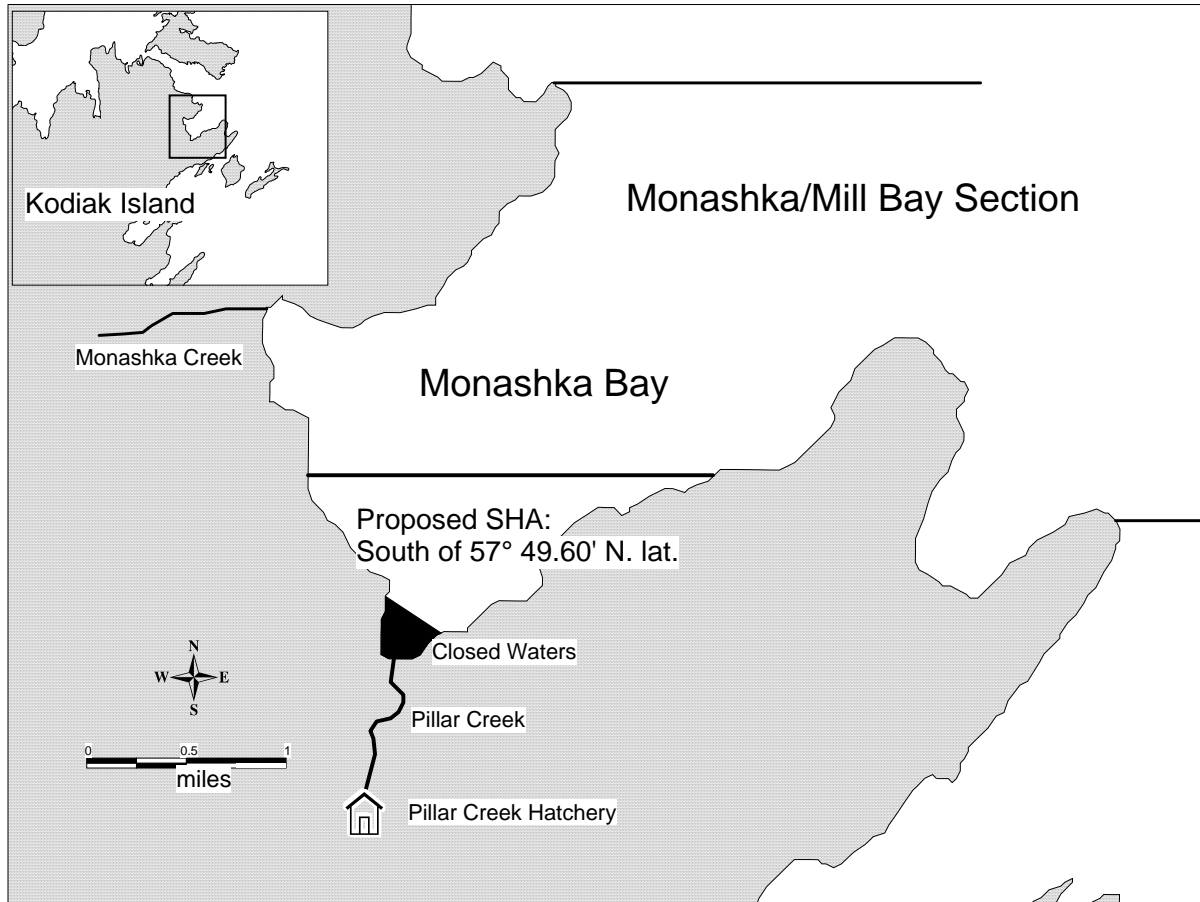 Kodiak Island
Monashka/Mill Bay Section
Monashka Creek
Monashka Bay
Proposed SHA:
South of 57° 49.60' N. lat.
Closed Waters
N
W E
S
Pillar Creek
0 0.5 1
miles
Pillar Creek Hatchery